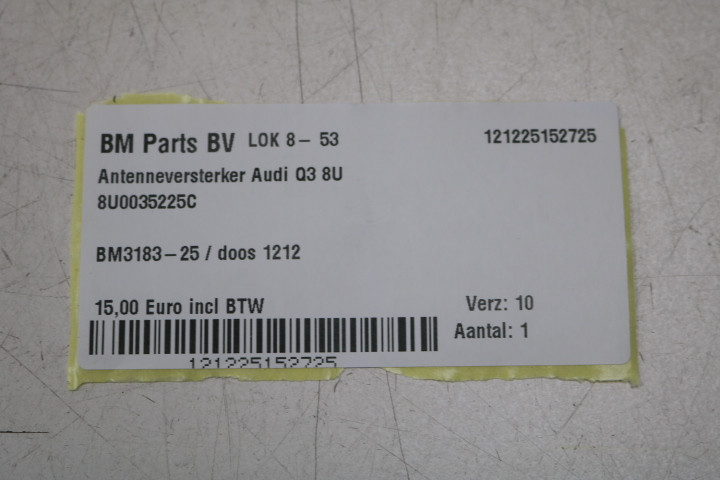 BM Parts BV LOK 8- 53 121225152725
Antenneversterker Audi Q3 8U
8U0035225C
BM3183-25 / doos 1212
15,00 Euro incl BTW Verz: 10
Aantal: 1
121225152725